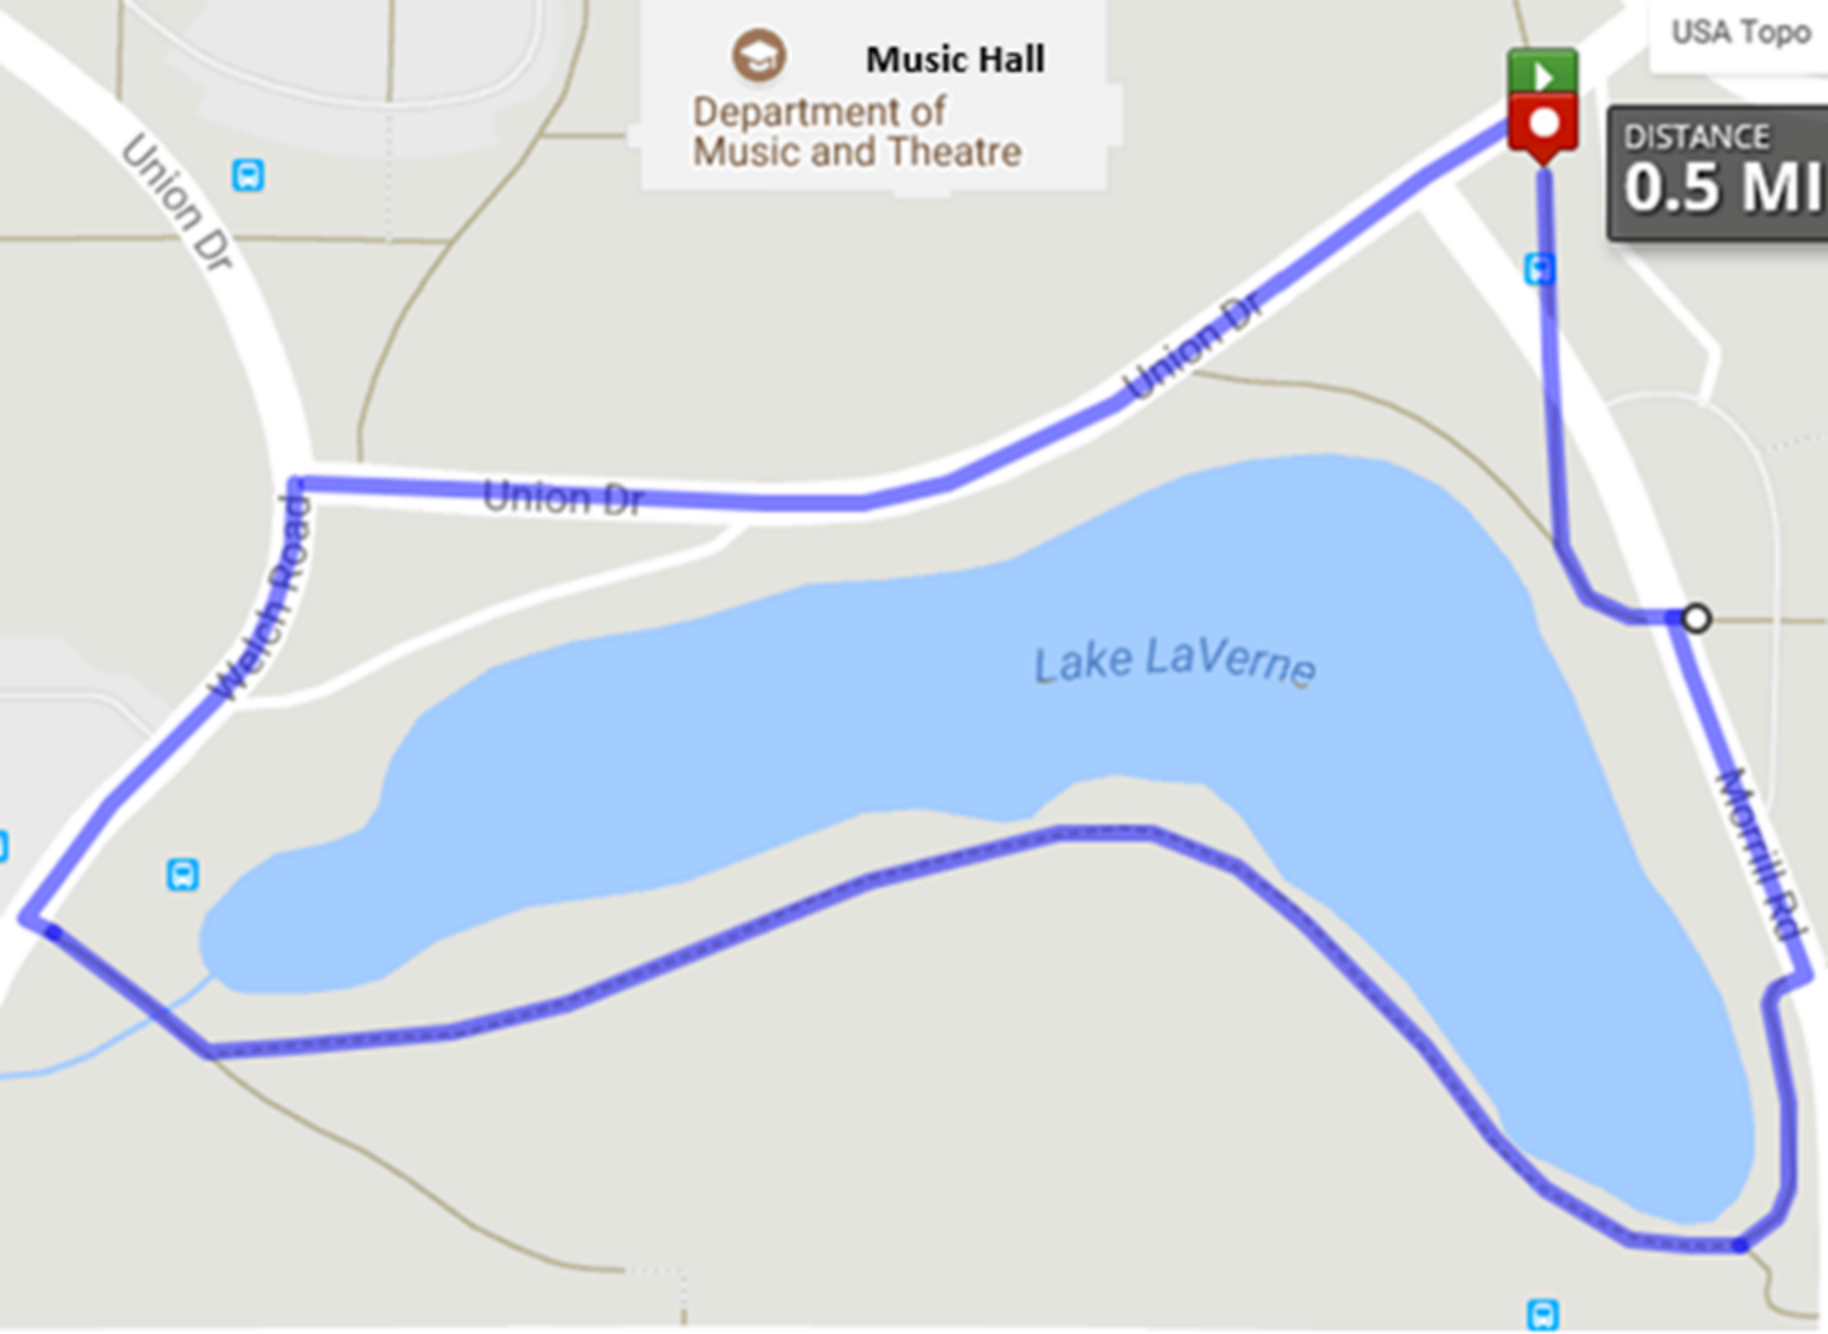 USA Topo
Music Hall
Department of
Music and Theatre
DISTANCE
0.5 MI
Union Dr
Union Dr
Union Dr
Welch Road
Lake LaVerne
Morrill Rd